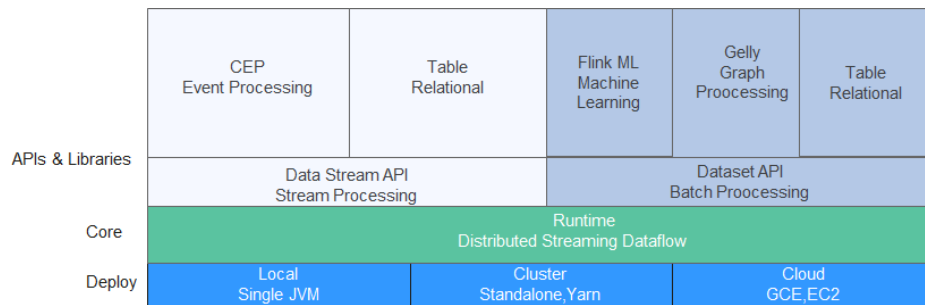 CEP
Event Processing
Table
Relational
Flink ML
Machine
Learning
Gelly
Graph
Proocessing
Table
Relational
APIs & Libraries
Data Stream API
Stream Processing
Dataset API
Batch Proocessing
Core
Runtime
Distributed Streaming Dataflow
Deploy
Local
Single JVM
Cluster
Standalone,Yarn
Cloud
GCE,EC2